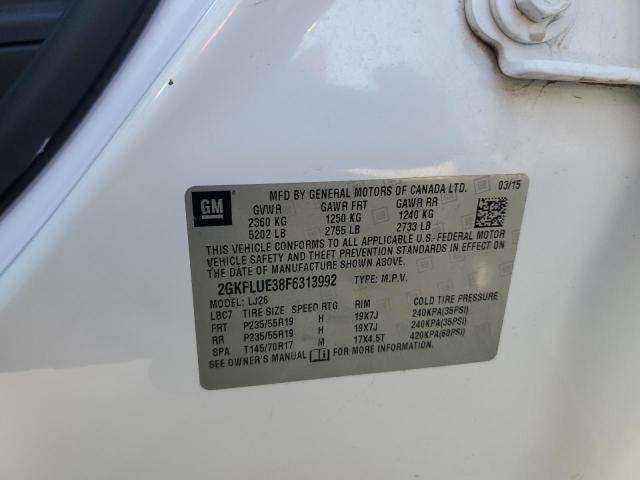 GM
MFD BY GENERAL MOTORS OF CANADA LTD. 03/15
GVWR GAWR FRT GAWR RR
2360 KG 1250 KG 1240 KG
5202 LB 2755 LB 2733 LB
THIS VEHICLE CONFORMS TO ALL APPLICABLE U.S. FEDERAL MOTOR
VEHICLE SAFETY AND THEFT PREVENTION STANDARDS IN EFFECT ON
THE DATE OF MANUFACTURE SHOWN ABOVE.
2GKFLUE38F6313992 TYPE: M.P.V.
MODEL: LJ26
LBC7 TIRE SIZE SPEED RTG RIM COLD TIRE PRESSURE
FRT P235/55R19 H 19X7J 240KPA(35PSI)
RR P235/55R19 H 19X7J 240KPA(35PSI)
SPA T145/70R17 M 17X4.5T 420KPA(60PSI)
SEE OWNER'S MANUAL FOR MORE INFORMATION.